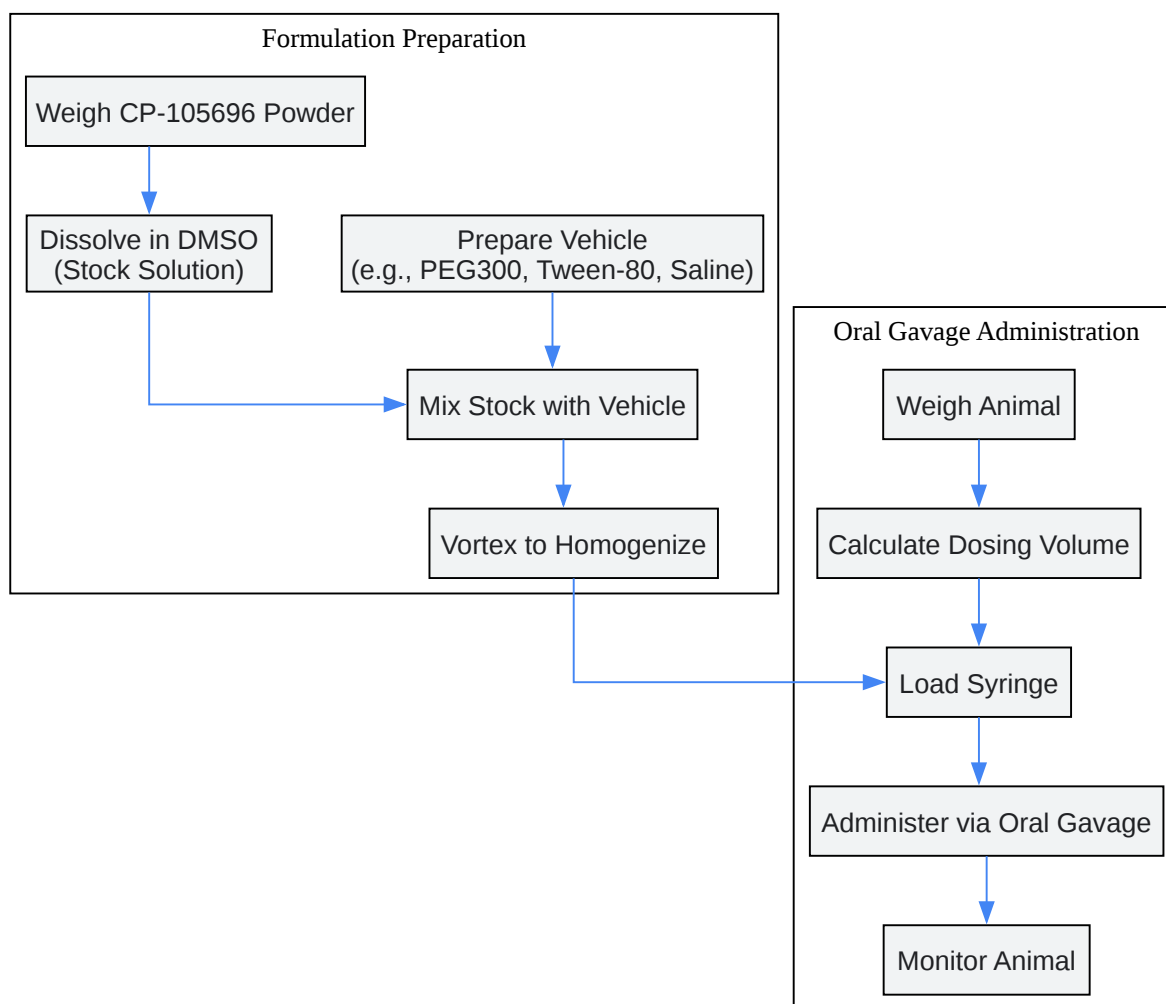 Formulation Preparation
Weigh CP-105696 Powder
Dissolve in DMSO
(Stock Solution)
Prepare Vehicle
(e.g., PEG300, Tween-80, Saline)
Mix Stock with Vehicle
Vortex to Homogenize
Oral Gavage Administration
Weigh Animal
Calculate Dosing Volume
Load Syringe
Administer via Oral Gavage
Monitor Animal